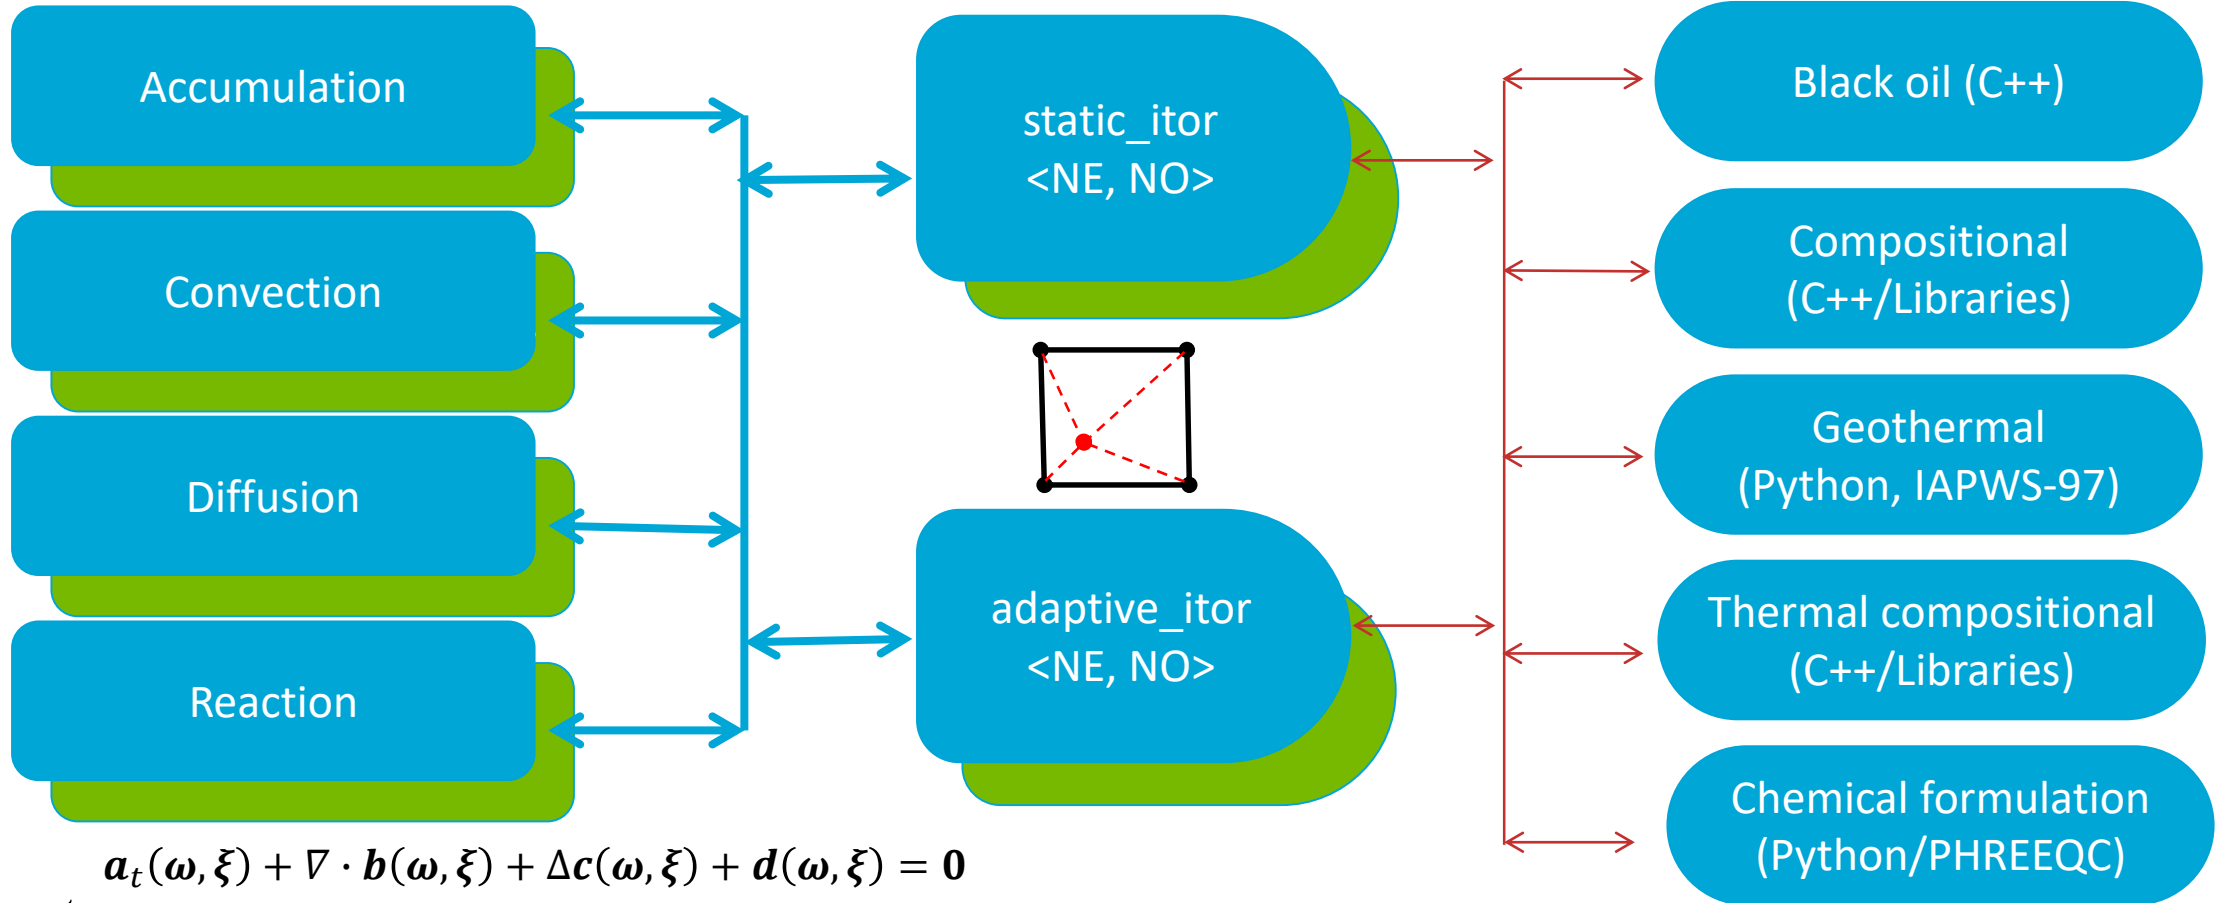 Accumulation
Convection
Diffusion
Reaction
static_itor
<NE, NO>
adaptive_itor
<NE, NO>
Black oil (C++)
Compositional
(C++/Libraries)
Geothermal
(Python, IAPWS-97)
Thermal compositional
(C++/Libraries)
Chemical formulation
(Python/PHREEQC)
𝒂ₜ(𝝎, 𝝃) + ∇ · 𝒃(𝝎, 𝝃) + Δ𝒄(𝝎, 𝝃) + 𝒅(𝝎, 𝝃) = 𝟎